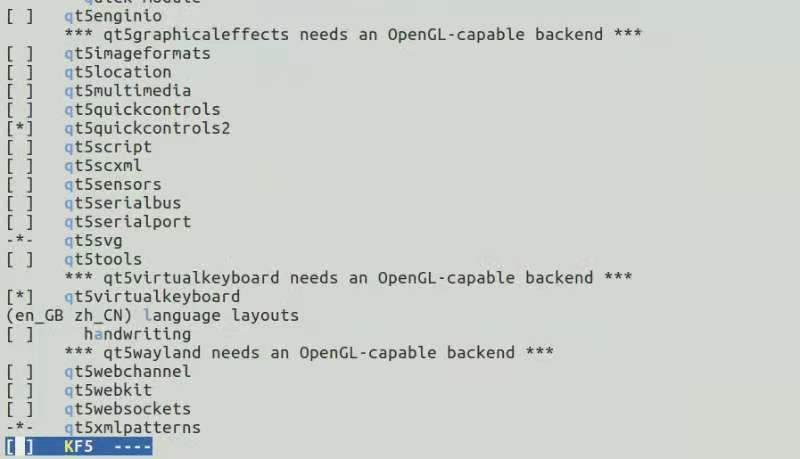 quick module
[ ]   qt5enginio
      *** qt5graphicaleffects needs an OpenGL-capable backend ***
[ ]   qt5imageformats
[ ]   qt5location
[ ]   qt5multimedia
[ ]   qt5quickcontrols
[*]   qt5quickcontrols2
[ ]   qt5script
[ ]   qt5scxml
[ ]   qt5sensors
[ ]   qt5serialbus
[ ]   qt5serialport
-*-   qt5svg
[ ]   qt5tools
      *** qt5virtualkeyboard needs an OpenGL-capable backend ***
[*]   qt5virtualkeyboard
(en_GB zh_CN) language layouts
[ ]     handwriting
      *** qt5wayland needs an OpenGL-capable backend ***
[ ]   qt5webchannel
[ ]   qt5webkit
[ ]   qt5websockets
-*-   qt5xmlpatterns
[ ]   KF5  ----